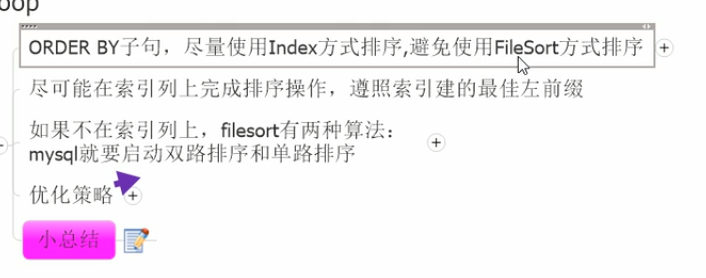 oop
ORDER BY子句，尽量使用Index方式排序,避免使用FileSort方式排序
尽可能在索引列上完成排序操作，遵照索引建的最佳左前缀
如果不在索引列上，filesort有两种算法：
mysql就要启动双路排序和单路排序
优化策略
小总结